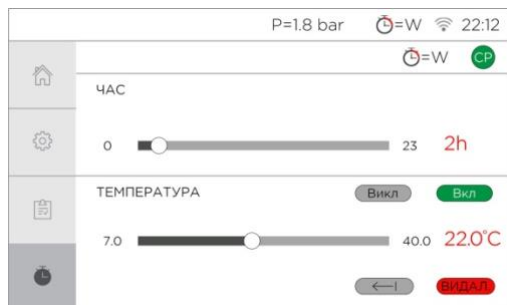 P=1.8 bar =W 22:12
=W CP
ЧАС
0 23 2h
ТЕМПЕРАТУРА Викл Вкл
7.0 40.0 22.0°C
ВИДАЛ